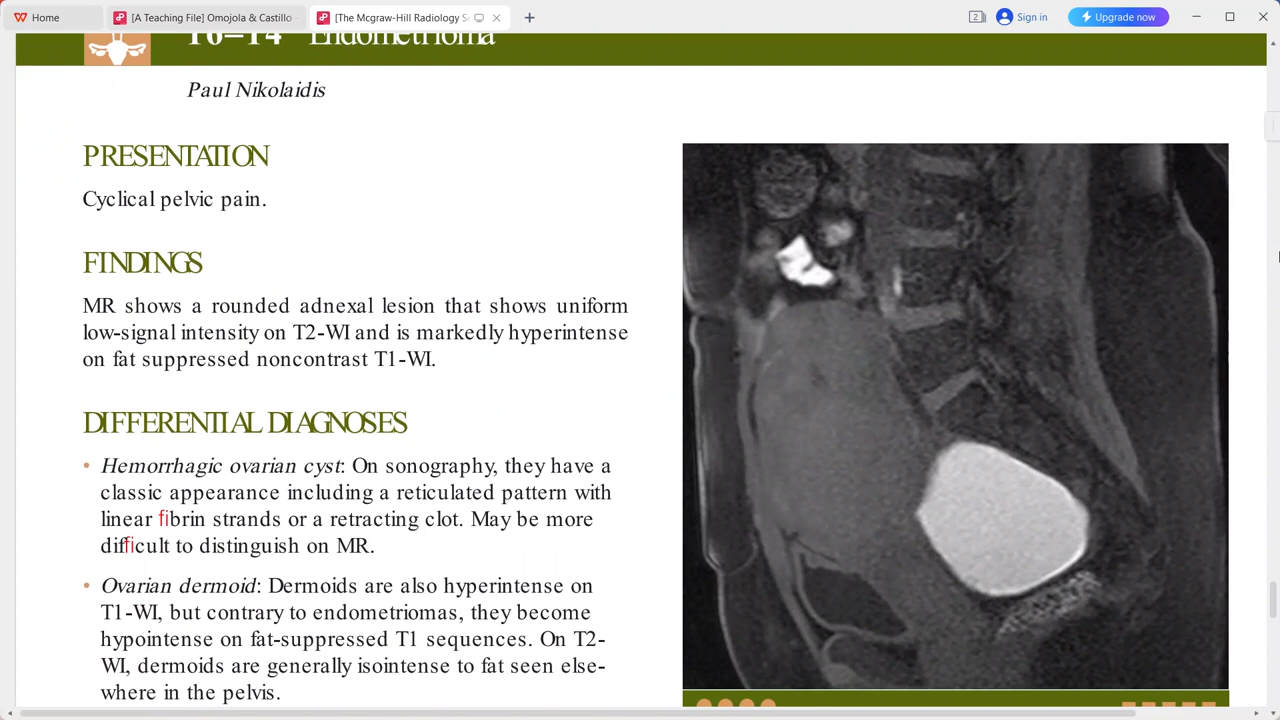 Home
[A Teaching File] Omojola & Castillo -
[The Mcgraw-Hill Radiology Se
2
Sign in
Upgrade now
16–14 Endometrioma
Paul Nikolaidis
PRESENTATION
Cyclical pelvic pain.
FINDINGS
MR shows a rounded adnexal lesion that shows uniform
low-signal intensity on T2-WI and is markedly hyperintense
on fat suppressed noncontrast T1-WI.
DIFFERENTIAL DIAGNOSES
• Hemorrhagic ovarian cyst: On sonography, they have a
classic appearance including a reticulated pattern with
linear fibrin strands or a retracting clot. May be more
difficult to distinguish on MR.
• Ovarian dermoid: Dermoids are also hyperintense on
T1-WI, but contrary to endometriomas, they become
hypointense on fat-suppressed T1 sequences. On T2-
WI, dermoids are generally isointense to fat seen else-
where in the pelvis.